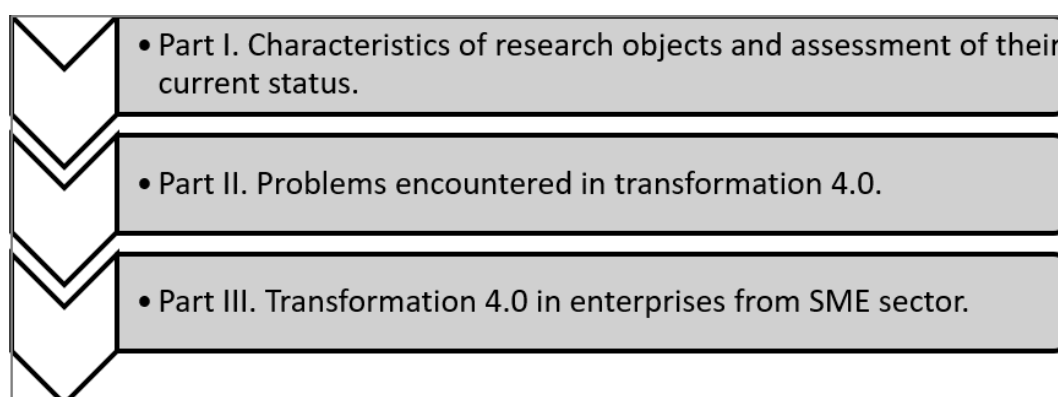 • Part I. Characteristics of research objects and assessment of their
current status.
• Part II. Problems encountered in transformation 4.0.
• Part III. Transformation 4.0 in enterprises from SME sector.